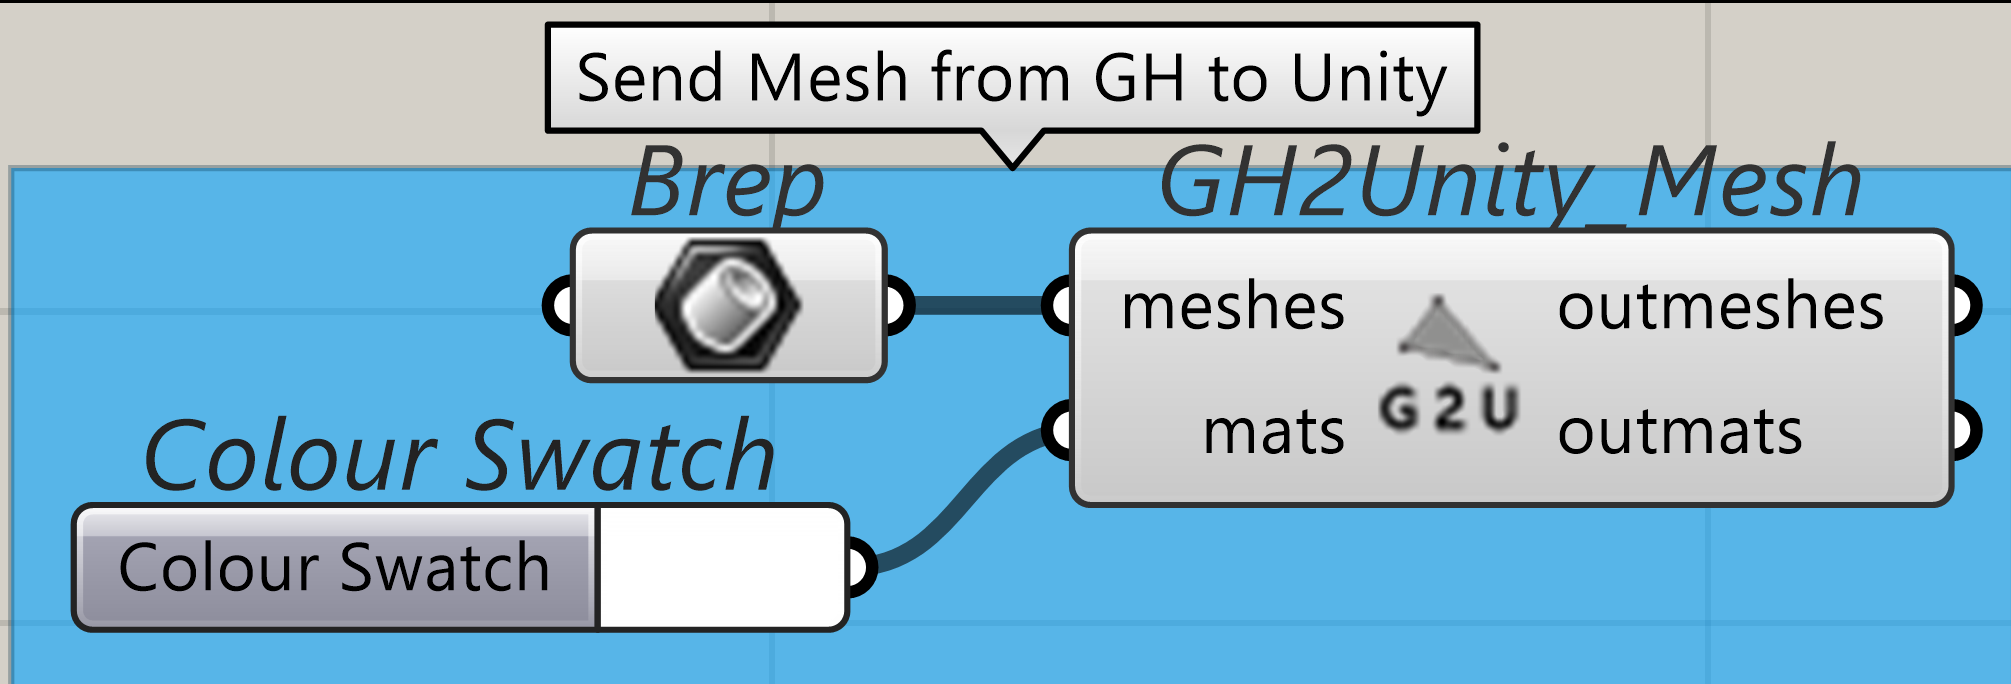 Send Mesh from GH to Unity
Brep
GH2Unity_Mesh
meshes
outmeshes
mats
G2U
outmats
Colour Swatch
Colour Swatch